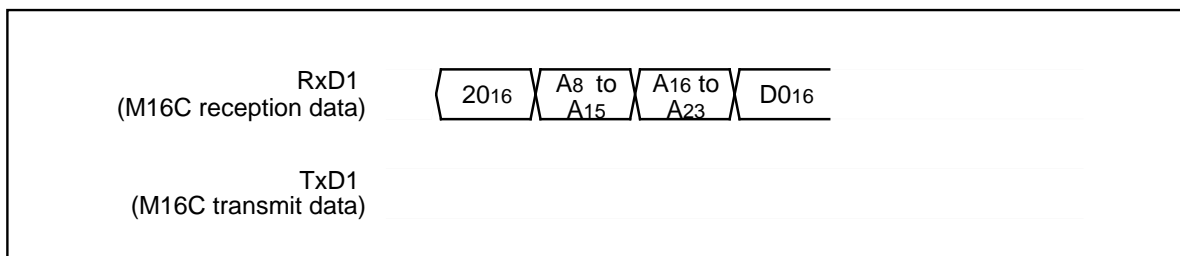 RxD1
(M16C reception data)
2016
A8 to
A15
A16 to
A23
D016
TxD1
(M16C transmit data)